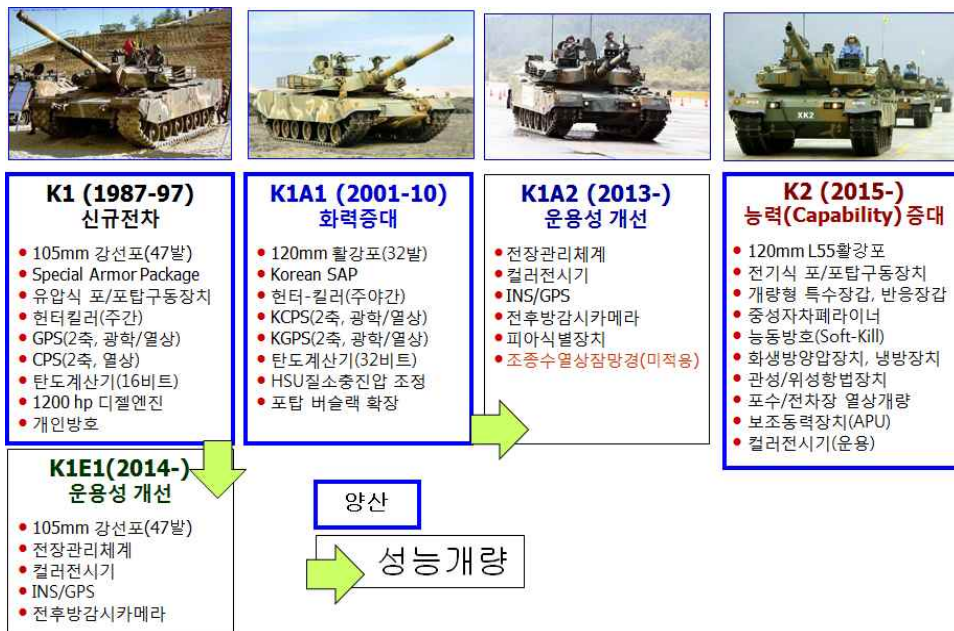 XK2
K1 (1987-97)
신규전차
• 105mm 강선포(47발)
• Special Armor Package
• 유압식 포/포탑구동장치
• 헌터킬러(주간)
• GPS(2축, 광학/열상)
• CPS(2축, 열상)
• 탄도계산기(16비트)
• 1200 hp 디젤엔진
• 개인방호
K1A1 (2001-10)
화력증대
• 120mm 활강포(32발)
• Korean SAP
• 헌터-킬러(주야간)
• KCPS(2축, 광학/열상)
• KGPS(2축, 광학/열상)
• 탄도계산기(32비트)
• HSU질소충진압 조정
• 포탑 버슬랙 확장
K1A2 (2013-)
운용성 개선
• 전장관리체계
• 컬러전시기
• INS/GPS
• 전후방감시카메라
• 피아식별장치
• 조종수열상잠망경(미적용)
K2 (2015-)
능력(Capability) 증대
• 120mm L55활강포
• 전기식 포/포탑구동장치
• 개량형 특수장갑, 반응장갑
• 중성자차폐라이너
• 능동방호(Soft-Kill)
• 화생방양압장치, 냉방장치
• 관성/위성항법장치
• 포수/전차장 열상개량
• 보조동력장치(APU)
• 컬러전시기(운용)
K1E1(2014-)
운용성 개선
• 105mm 강선포(47발)
• 전장관리체계
• 컬러전시기
• INS/GPS
• 전후방감시카메라
양산
성능개량